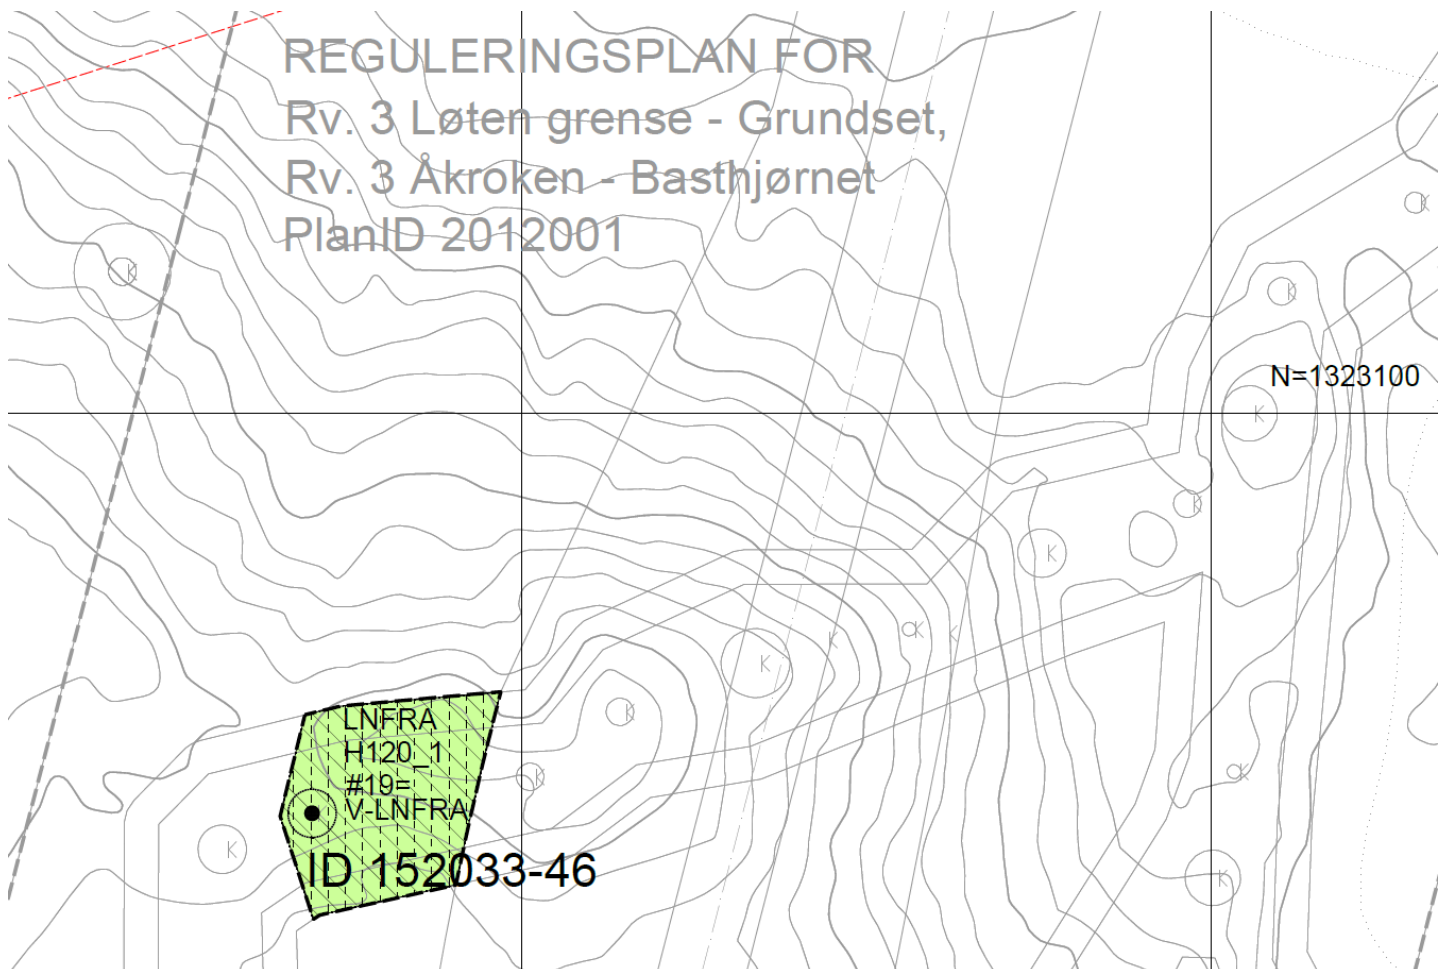 REGULERINGSPLAN FOR
Rv. 3 Løten grense - Grundset,
Rv. 3 Åkroken - Basthjørnet
PlanID 2012001
K
K
K
N=1323100
K
K
K
K
K
K
K
K
LNFRA
H120_1
#19=
V-LNFRA
K
K
K
K
ID 152033-46
K